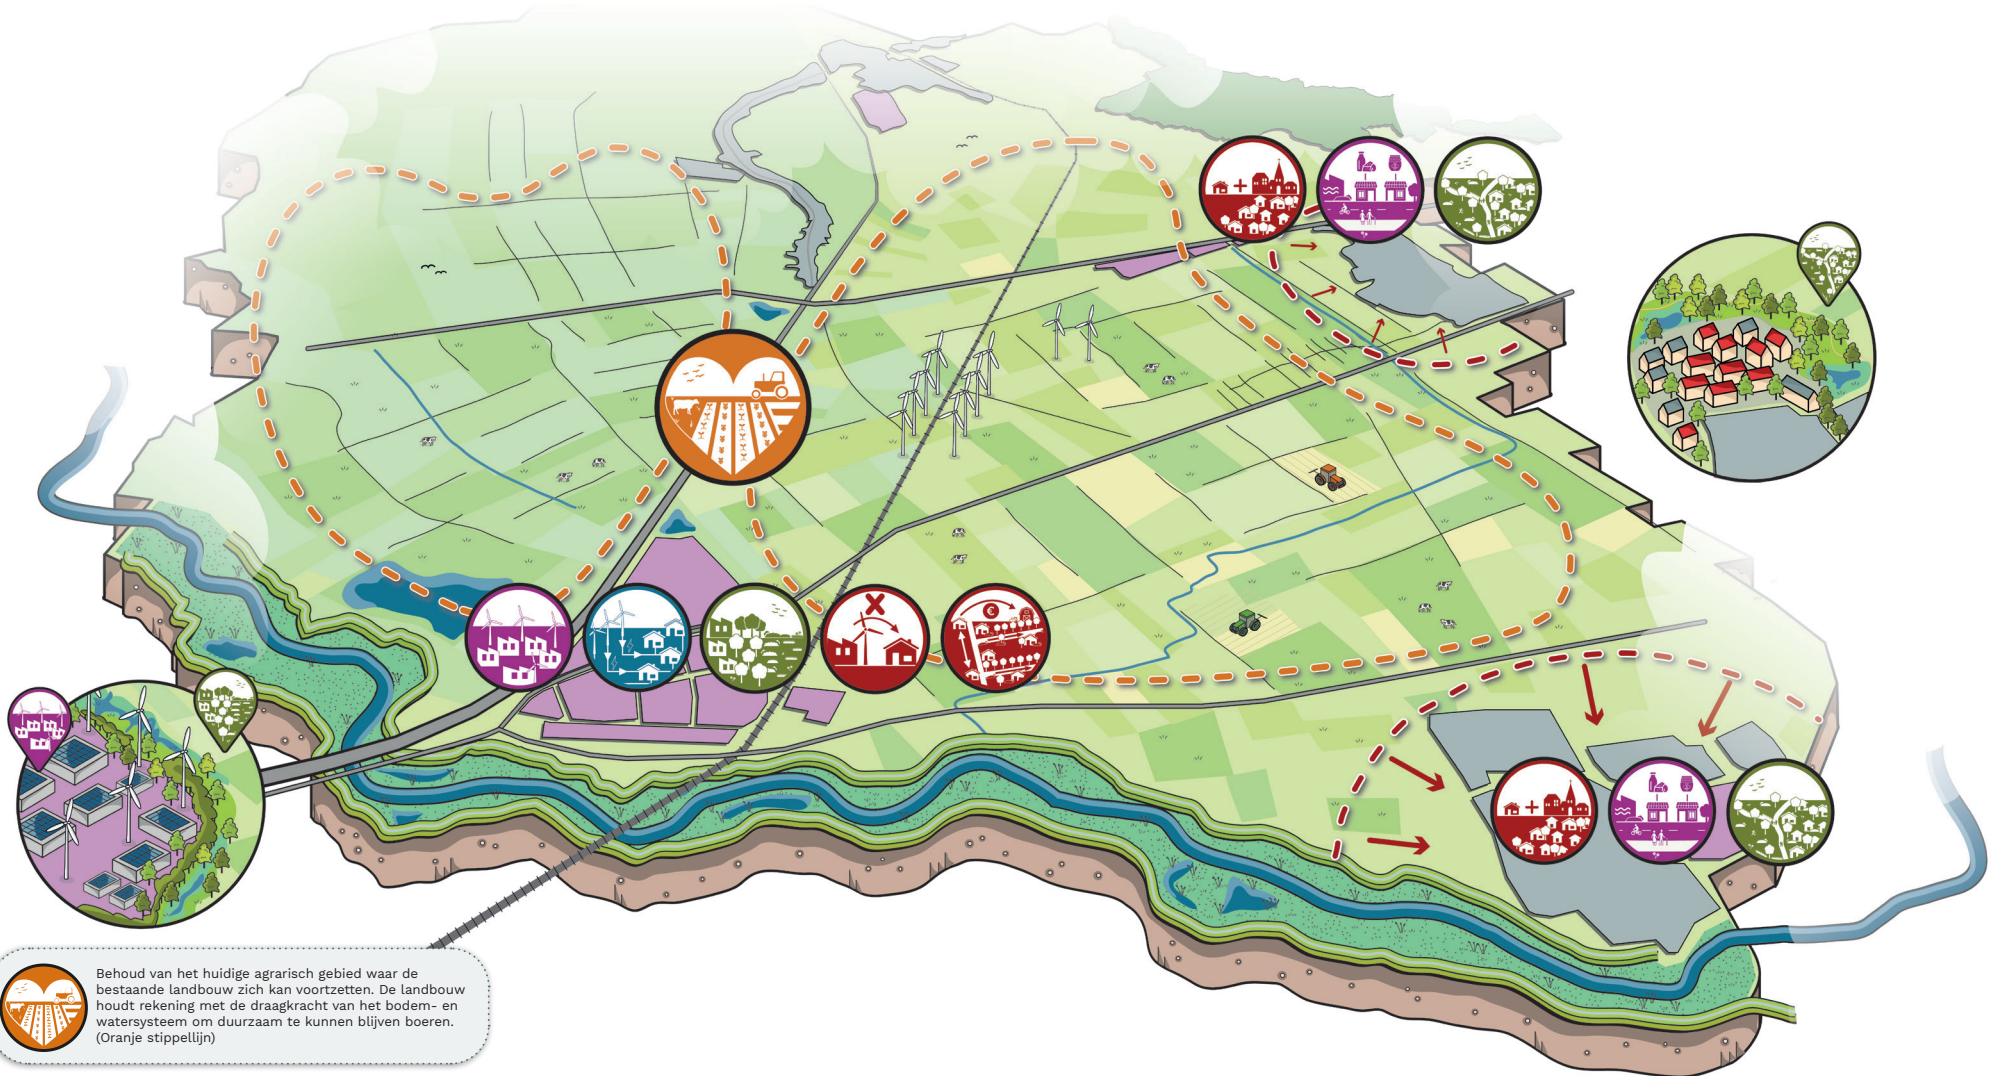 Behoud van het huidige agrarisch gebied waar de
bestaande landbouw zich kan voortzetten. De landbouw
houdt rekening met de draagkracht van het bodem- en
watersysteem om duurzaam te kunnen blijven boeren.
(Oranje stippellijn)